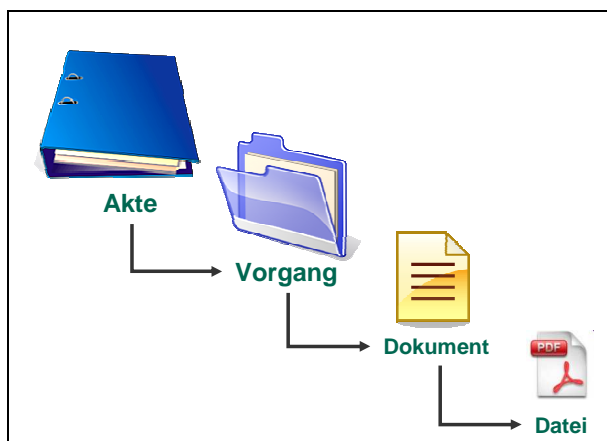 Akte
Vorgang
Dokument
PDF
Datei